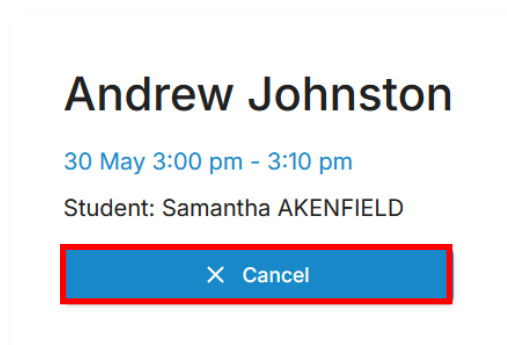 Andrew Johnston
30 May 3:00 pm - 3:10 pm
Student: Samantha AKENFIELD
Cancel